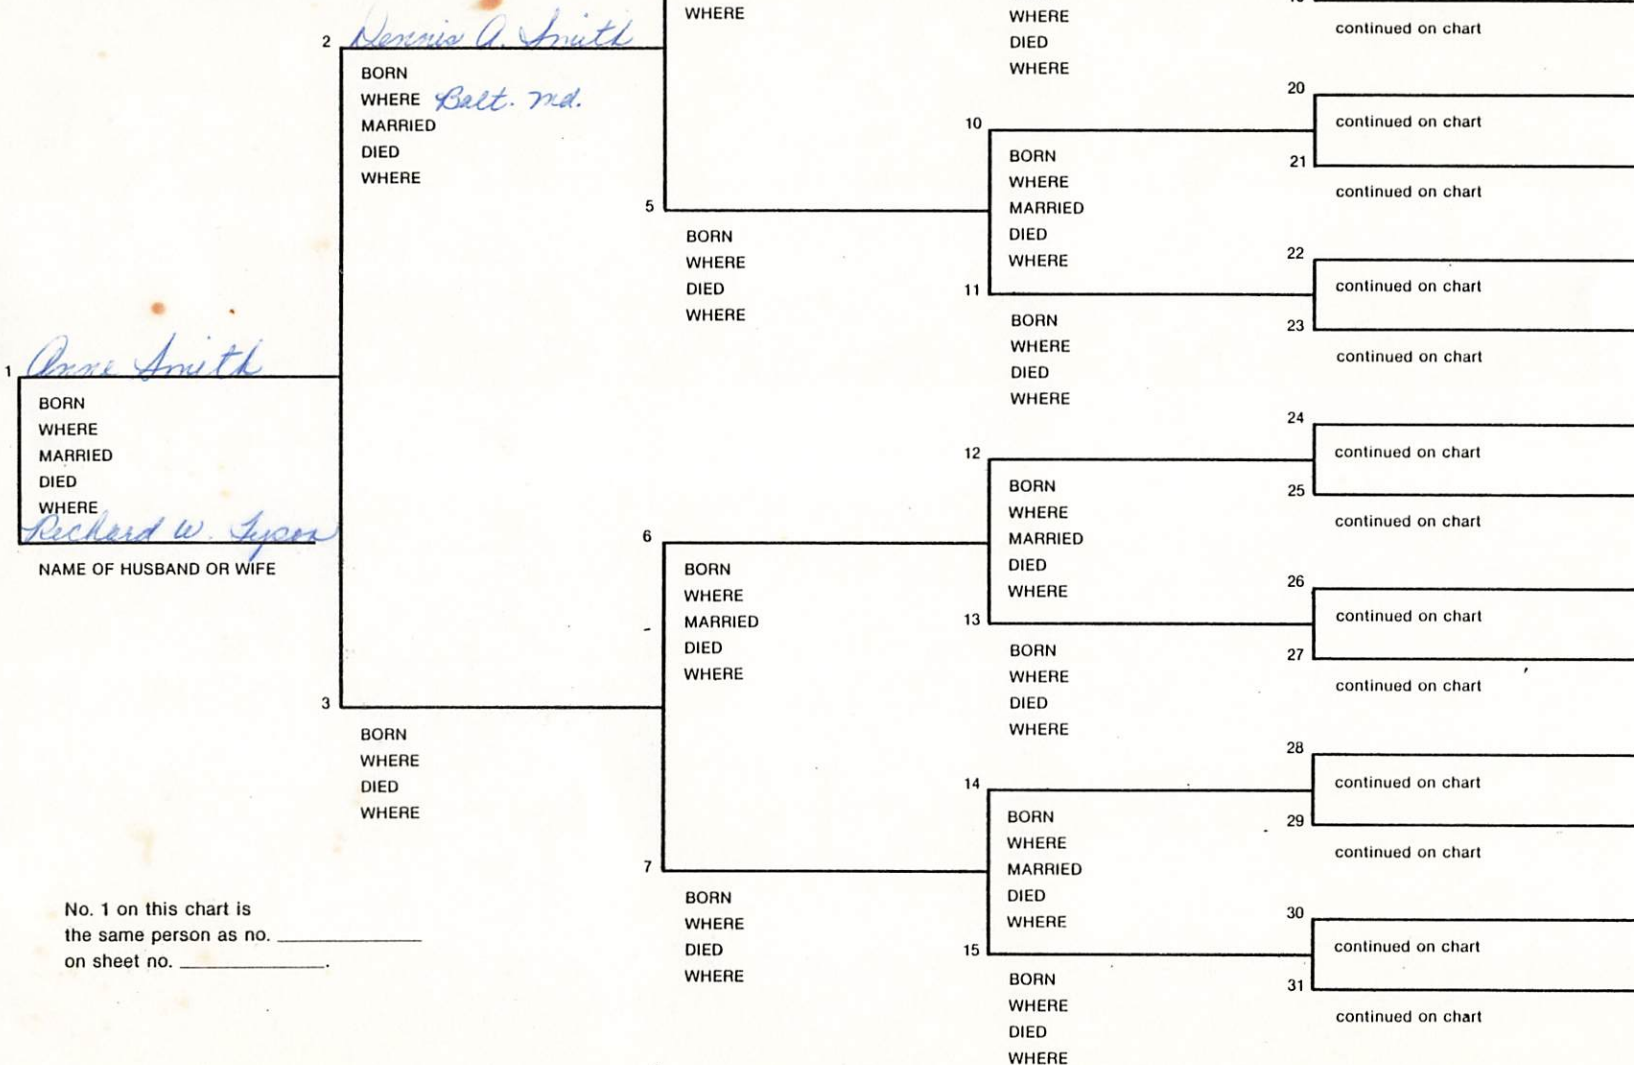 WHERE
2 Dennis A. Smith
BORN
WHERE Balt. Md.
MARRIED
DIED
WHERE
1 Anne Smith
BORN
WHERE
MARRIED
DIED
WHERE
Richard W. Tyson
NAME OF HUSBAND OR WIFE
3
BORN
WHERE
DIED
WHERE
No. 1 on this chart is
the same person as no. ____________
on sheet no. ____________.
5
BORN
WHERE
DIED
WHERE
6
BORN
WHERE
MARRIED
DIED
WHERE
7
BORN
WHERE
DIED
WHERE
WHERE
DIED
WHERE
10
BORN
WHERE
MARRIED
DIED
WHERE
11
BORN
WHERE
DIED
WHERE
12
BORN
WHERE
MARRIED
DIED
WHERE
13
BORN
WHERE
DIED
WHERE
14
BORN
WHERE
MARRIED
DIED
WHERE
15
BORN
WHERE
DIED
WHERE
continued on chart
20
continued on chart
21
continued on chart
22
continued on chart
23
continued on chart
24
continued on chart
25
continued on chart
26
continued on chart
27
continued on chart
28
continued on chart
29
continued on chart
30
continued on chart
31
continued on chart